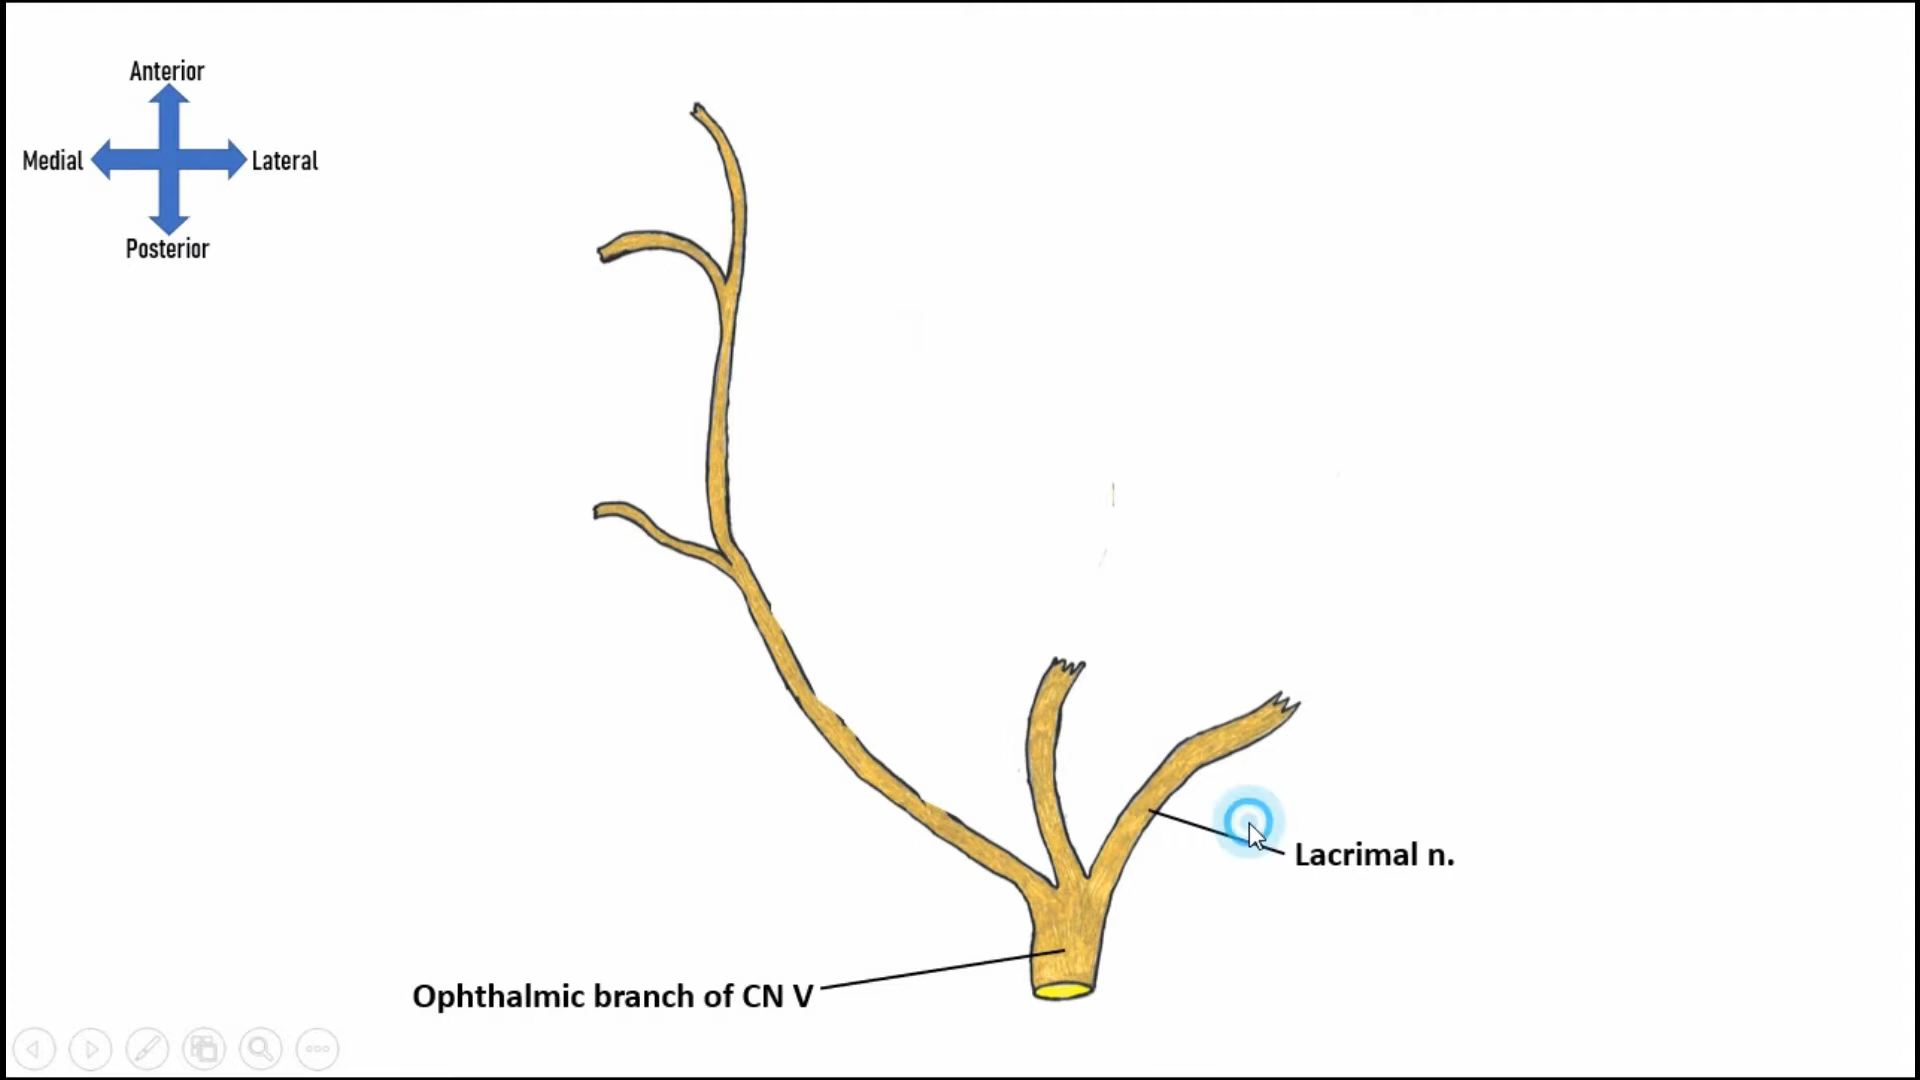 Anterior
Medial
Lateral
Posterior
Lacrimal n.
Ophthalmic branch of CN V